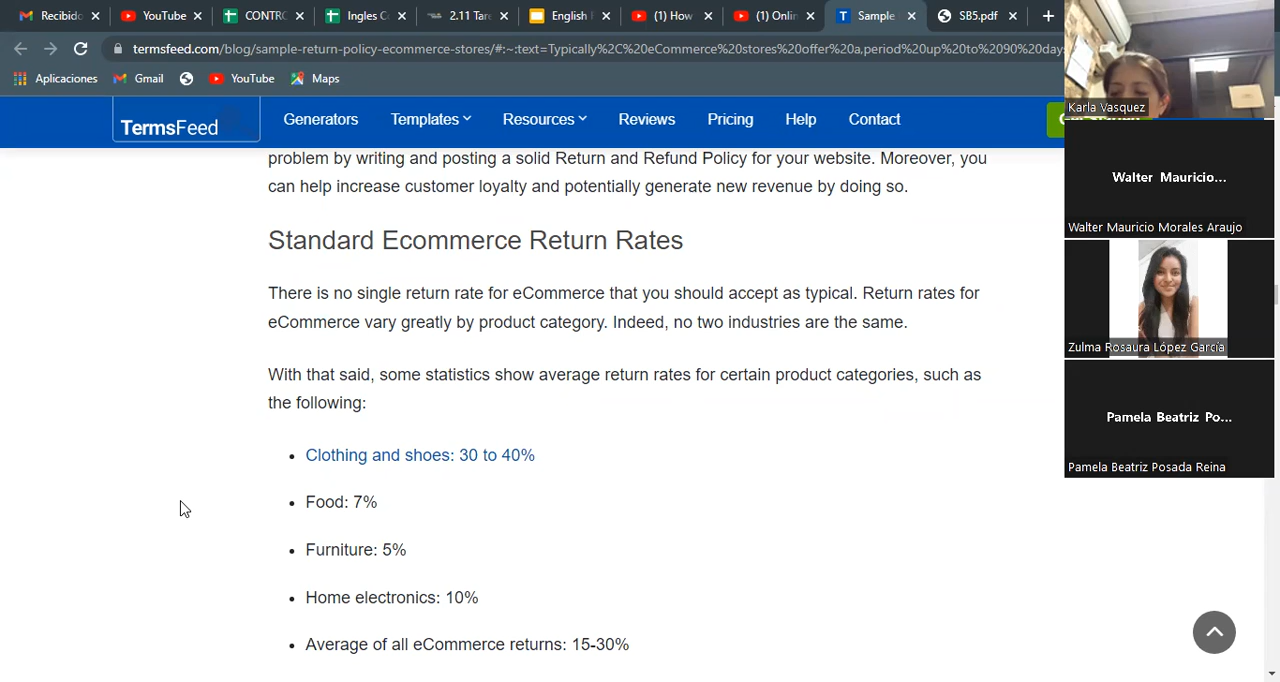 Recibido
YouTube
CONTRO
Ingles C
2.11 Tar
English
(1) How
(1) Onlin
Sample
SB5.pdf
termsfeed.com/blog/sample-return-policy-ecommerce-stores/#:~:text=Typically%2C%20eCommerce%20stores%20offer%20a,period%20up%20to%2090%20day
Aplicaciones
Gmail
YouTube
Maps
TermsFeed
Generators
Templates
Resources
Reviews
Pricing
Help
Contact
problem by writing and posting a solid Return and Refund Policy for your website. Moreover, you
can help increase customer loyalty and potentially generate new revenue by doing so.
Standard Ecommerce Return Rates
There is no single return rate for eCommerce that you should accept as typical. Return rates for
eCommerce vary greatly by product category. Indeed, no two industries are the same.
With that said, some statistics show average return rates for certain product categories, such as
the following:
• Clothing and shoes: 30 to 40%
• Food: 7%
• Furniture: 5%
• Home electronics: 10%
• Average of all eCommerce returns: 15-30%
Karla Vasquez
Walter Mauricio...
Walter Mauricio Morales Araujo
Zulma Rosaura López García
Pamela Beatriz Po...
Pamela Beatriz Posada Reina